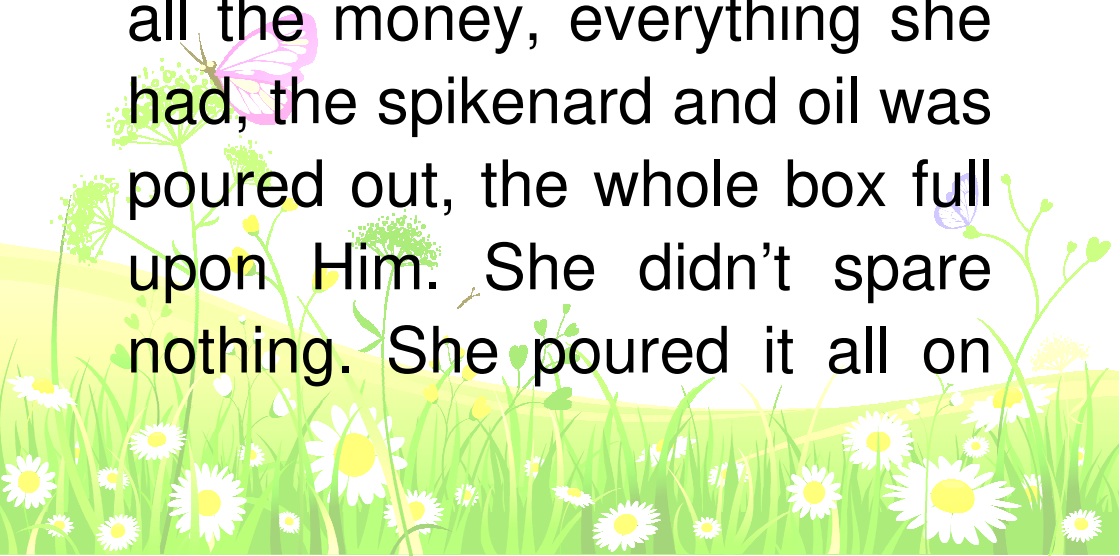 all the money, everything she
had, the spikenard and oil was
poured out, the whole box full
upon Him. She didn’t spare
nothing. She poured it all on